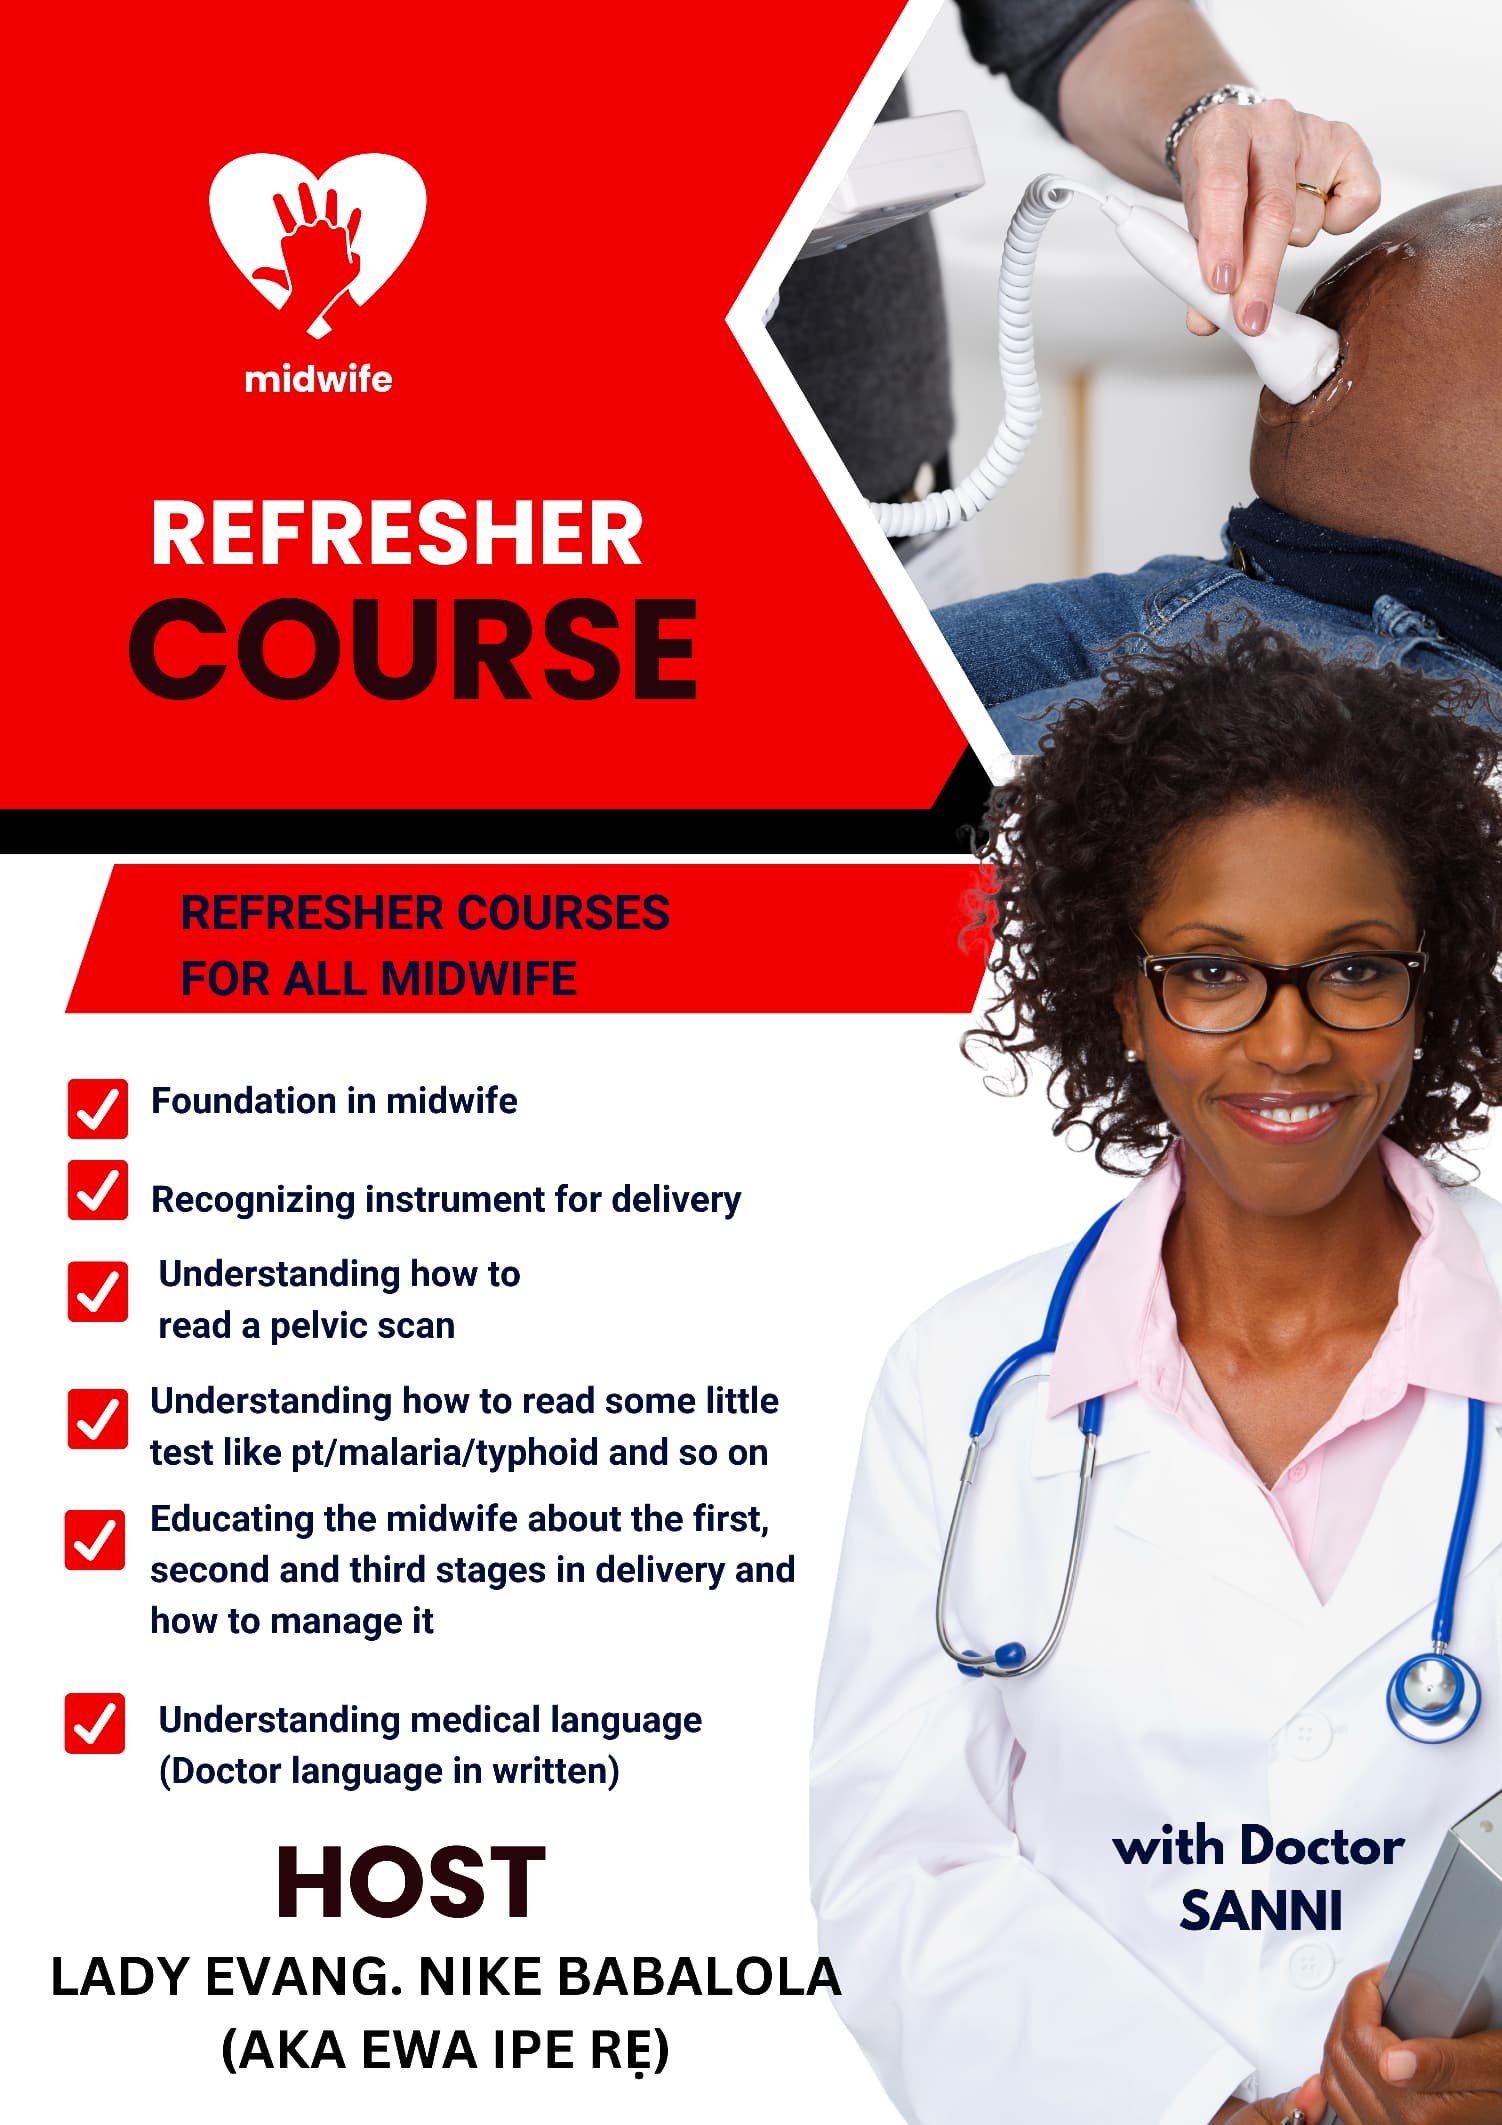 midwife
REFRESHER
COURSE
REFRESHER COURSES
FOR ALL MIDWIFE
Foundation in midwife
Recognizing instrument for delivery
Understanding how to
read a pelvic scan
Understanding how to read some little
test like pt/malaria/typhoid and so on
Educating the midwife about the first,
second and third stages in delivery and
how to manage it
Understanding medical language
(Doctor language in written)
HOST
LADY EVANG. NIKE BABALOLA
(AKA EWA IPE RẸ)
with Doctor
SANNI